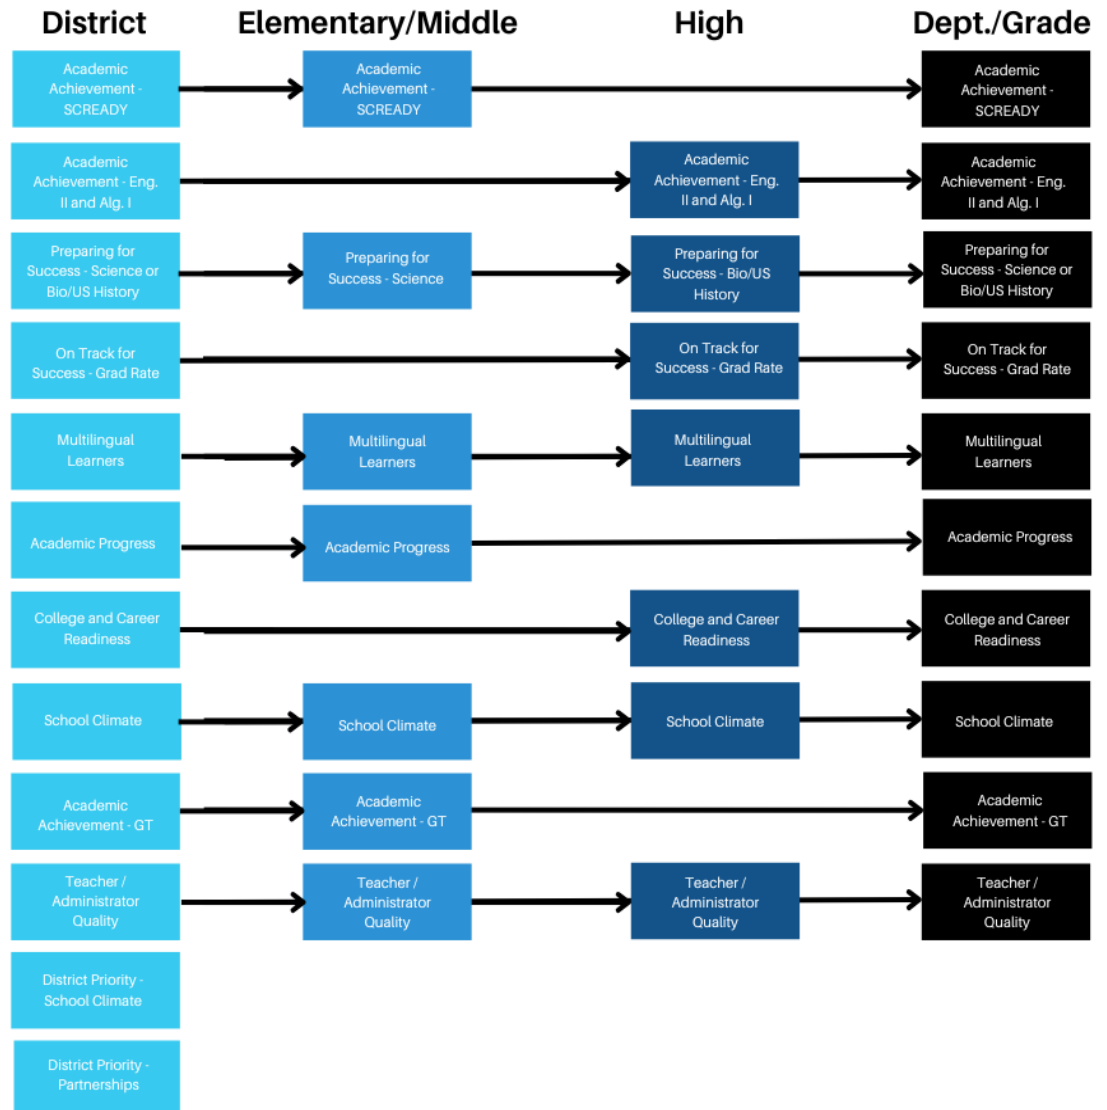 District
Elementary/Middle
High
Dept./Grade
Academic
Achievement -
SCREADY
Academic
Achievement -
SCREADY
Academic
Achievement -
SCREADY
Academic
Achievement - Eng.
II and Alg. I
Academic
Achievement - Eng.
II and Alg. I
Academic
Achievement - Eng.
II and Alg. I
Preparing for
Success - Science or
Bio/US History
Preparing for
Success - Science
Preparing for
Success - Bio/US
History
Preparing for
Success - Science or
Bio/US History
On Track for
Success - Grad Rate
On Track for
Success - Grad Rate
On Track for
Success - Grad Rate
Multilingual
Learners
Multilingual
Learners
Multilingual
Learners
Multilingual
Learners
Academic Progress
Academic Progress
Academic Progress
College and Career
Readiness
College and Career
Readiness
College and Career
Readiness
School Climate
School Climate
School Climate
School Climate
Academic
Achievement - GT
Academic
Achievement - GT
Academic
Achievement - GT
Teacher /
Administrator
Quality
Teacher /
Administrator
Quality
Teacher /
Administrator
Quality
Teacher /
Administrator
Quality
District Priority -
School Climate
District Priority -
Partnerships